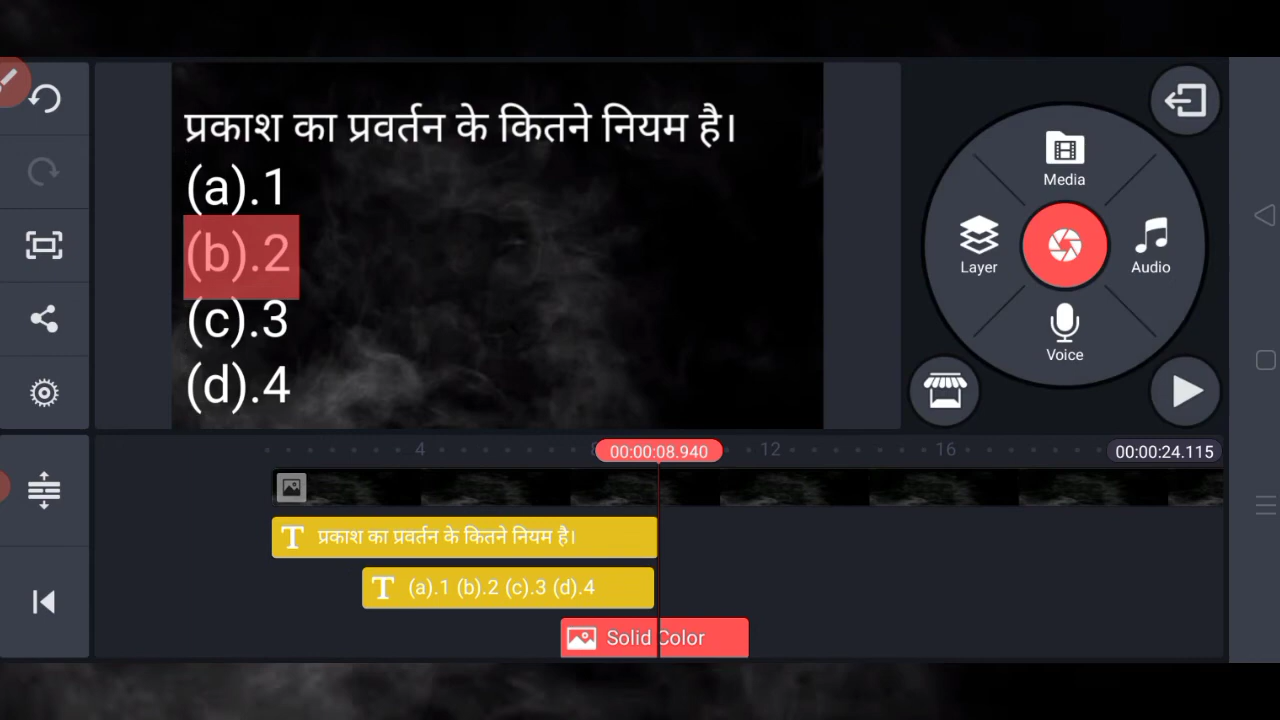 प्रकाश का प्रवर्तन के कितने नियम है।
(a).1
(b).2
(c).3
(d).4
Media
Layer
Audio
Voice
4
8
00:00:08.940
12
16
00:00:24.115
T प्रकाश का प्रवर्तन के कितने नियम है।
T (a).1 (b).2 (c).3 (d).4
Solid Color